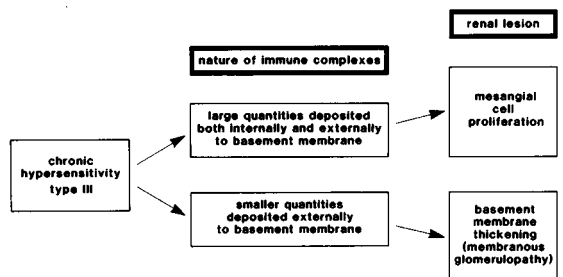 renal lesion
nature of immune complexes
large quantities deposited
both internally and externally
to basement membrane
mesangial
cell
proliferation
chronic
hypersensitivity
type III
smaller quantities
deposited externally
to basement membrane
basement
membrane
thickening
(membranous
glomerulopathy)